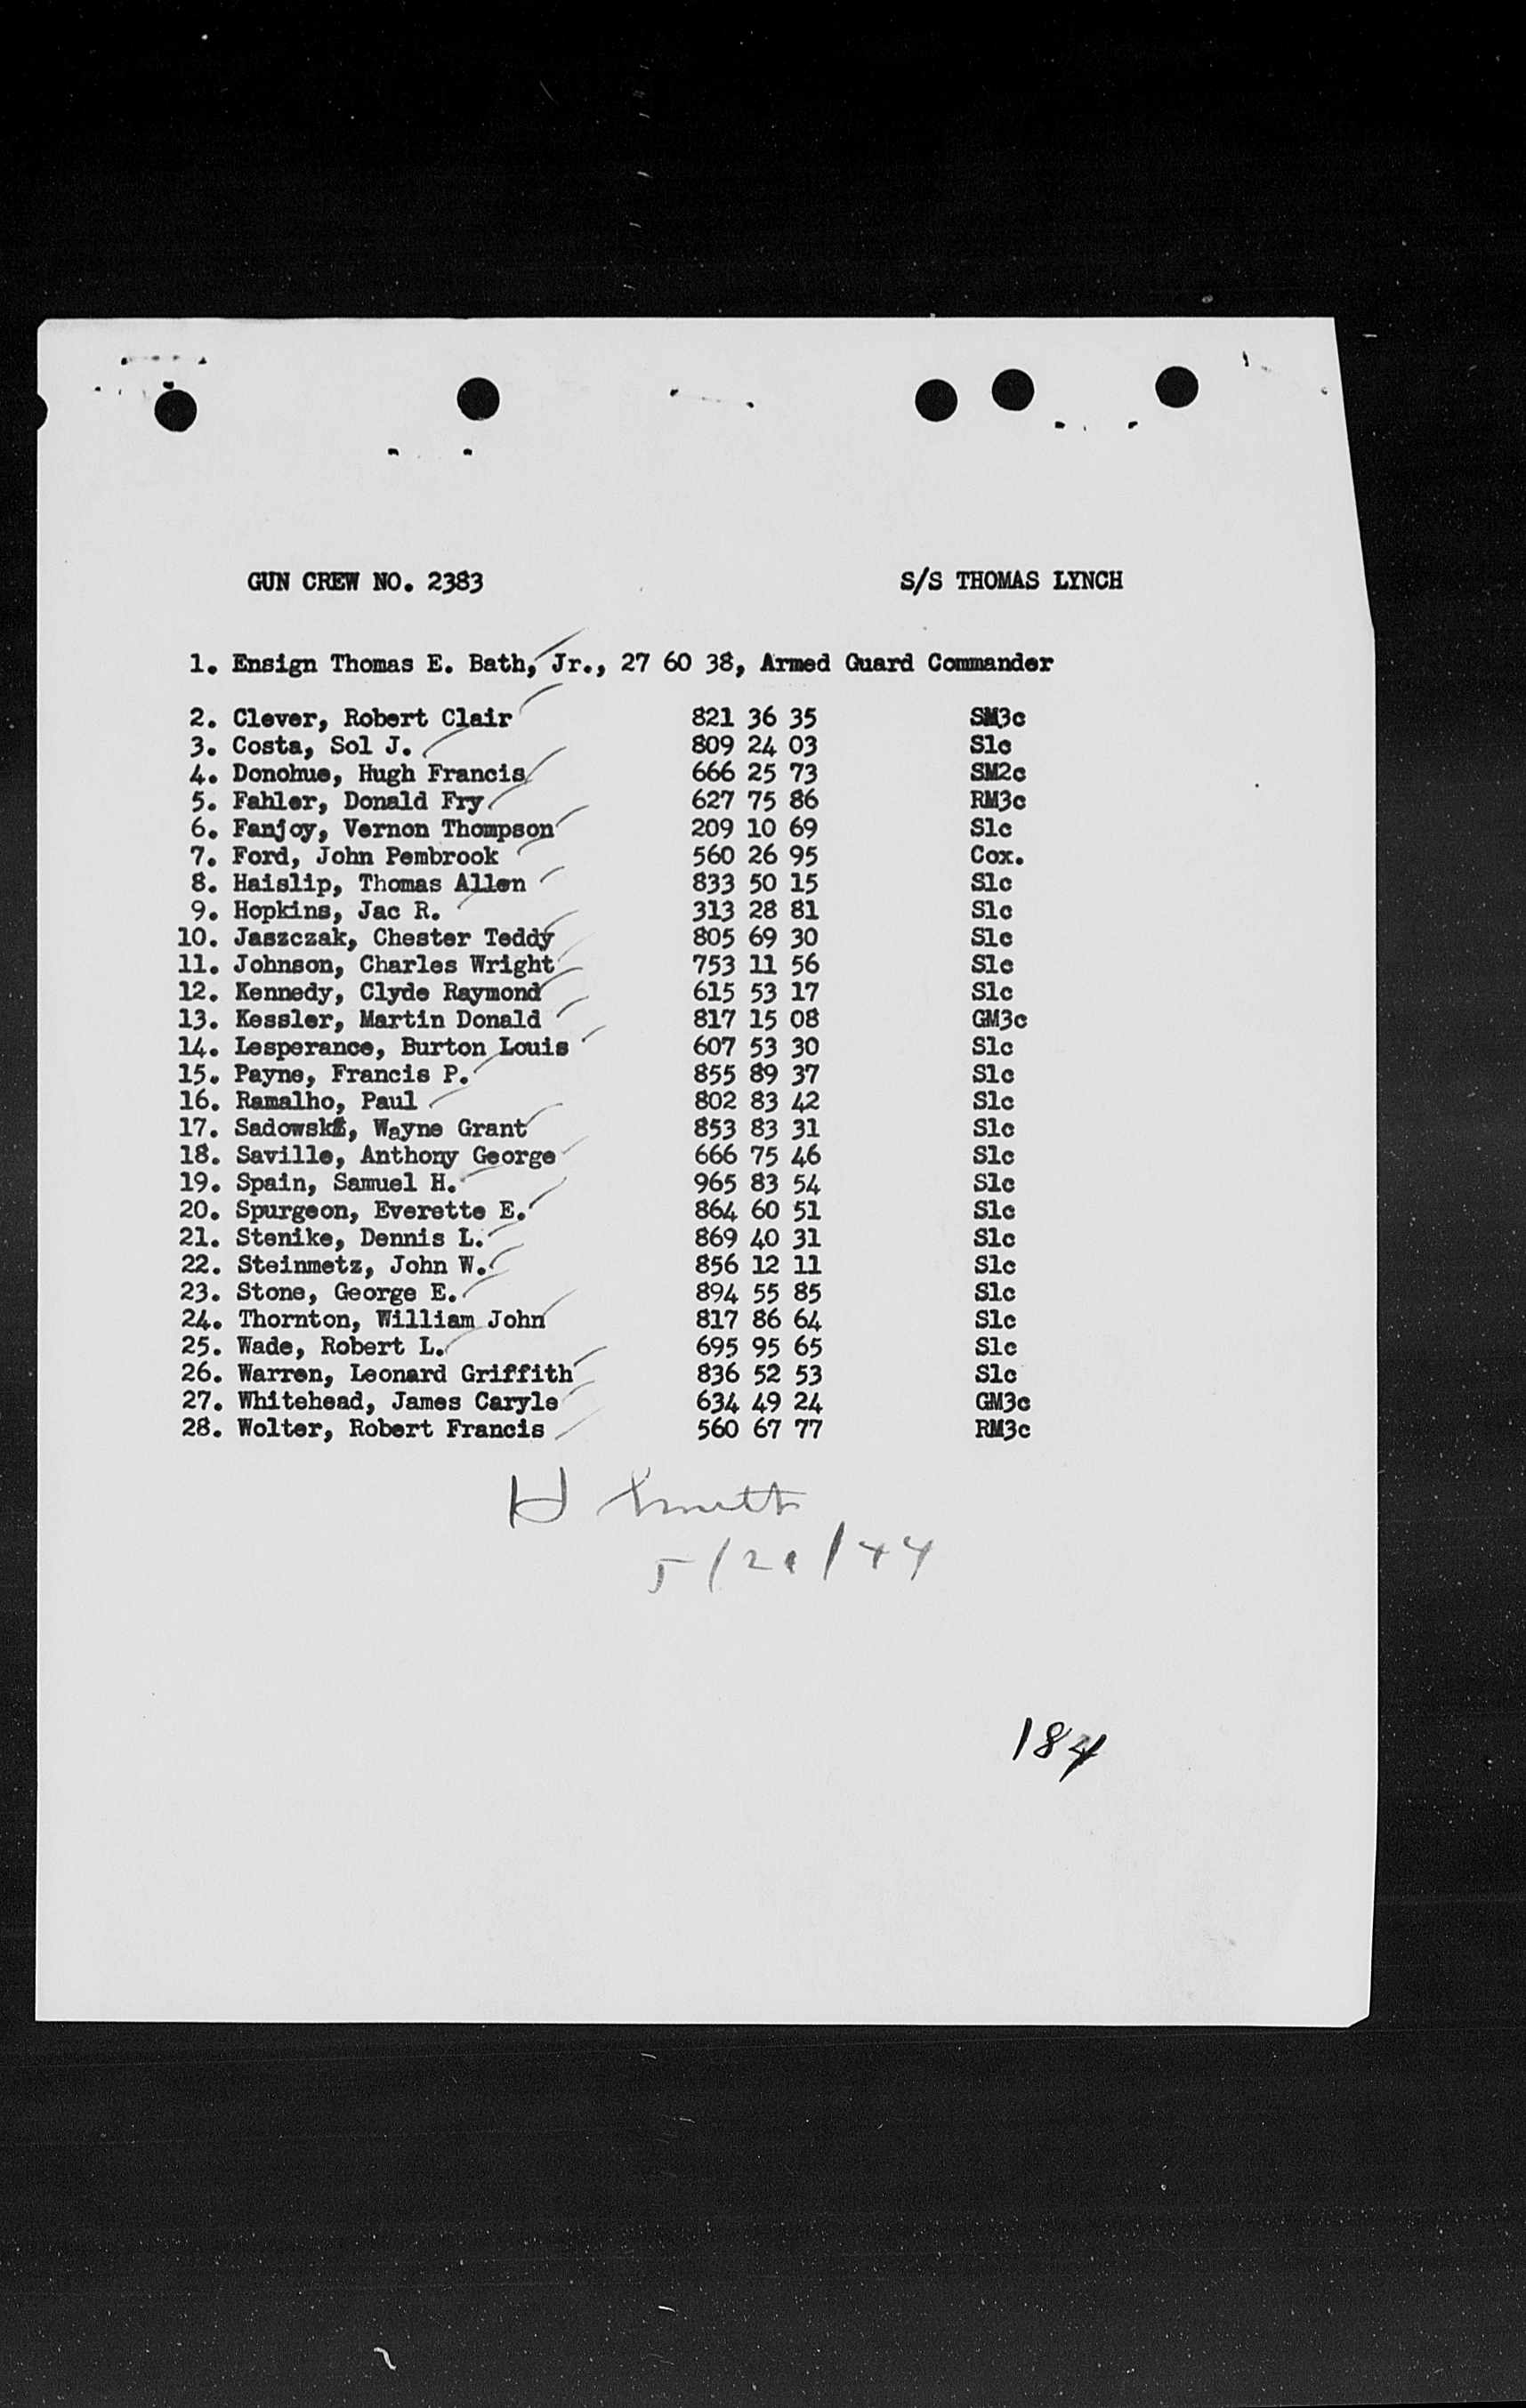 GUN CREW NO. 2383 S/S THOMAS LYNCH
1. Ensign Thomas E. Bath, Jr., 27 60 38, Armed Guard Commander
2. Clever, Robert Clair 821 36 35 SM3c
3. Costa, Sol J. 809 24 03 S1c
4. Donohue, Hugh Francis 666 25 73 SM2c
5. Fahler, Donald Fry 627 75 86 RM3c
6. Fanjoy, Vernon Thompson 209 10 69 S1c
7. Ford, John Pembrook 560 26 95 Cox.
8. Haislip, Thomas Allen 833 50 15 S1c
9. Hopkins, Jac R. 313 28 81 S1c
10. Jaszczak, Chester Teddy 805 69 30 S1c
11. Johnson, Charles Wright 753 11 56 S1c
12. Kennedy, Clyde Raymond 615 53 17 S1c
13. Kessler, Martin Donald 817 15 08 GM3c
14. Lesperance, Burton Louis 607 53 30 S1c
15. Payne, Francis P. 855 89 37 S1c
16. Ramalho, Paul 802 83 42 S1c
17. Wayne Grant 853 83 31 S1c
18. Saville, Anthony George 666 75 46 S1c
19. Spain, Samuel H. 965 83 54 S1c
20. Spurgeon, Everette E. 864 60 51 S1c
21. Stenike, Dennis L. 869 40 31 S1c
22. Steinmetz, John W. 856 12 11 S1c
23. Stone, George E. 894 55 85 S1c
24. Thornton, William John 817 86 64 S1c
25. Wade, Robert L. 695 95 65 S1c
26. Warren, Leonard Griffith 836 52 53 S1c
27. Whitehead, James Caryle 634 49 24 GM3c
28. Wolter, Robert Francis 560 67 77 RM3c
H Smith
184